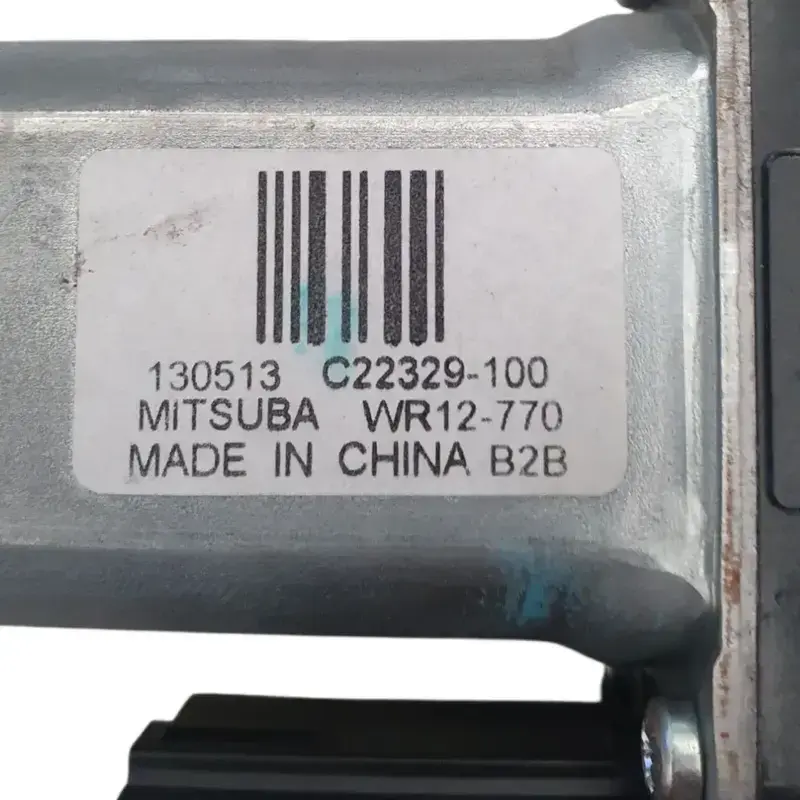 130513 C22329-100
MITSUBA WR12-770
MADE IN CHINA B2B